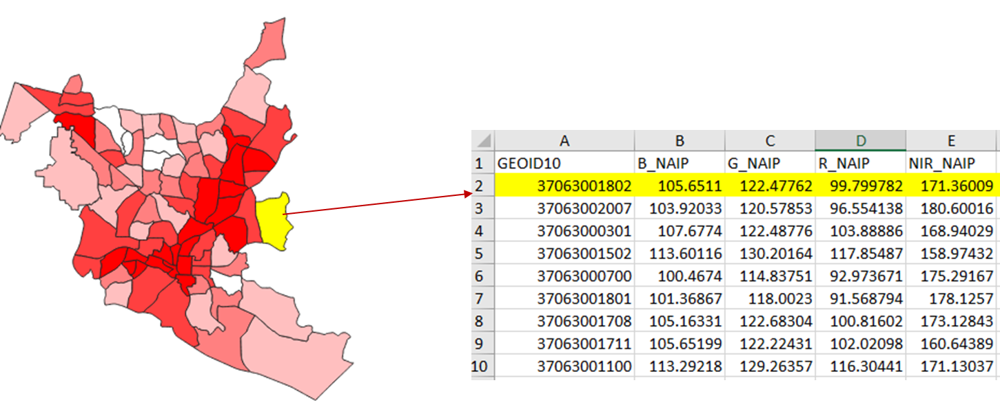 A B C D E
1 GEOID10 B_NAIP G_NAIP R_NAIP NIR_NAIP
2 37063001802 105.6511 122.47762 99.799782 171.36009
3 37063002007 103.92033 120.57853 96.554138 180.60016
4 37063000301 107.6774 122.48776 103.88886 168.94029
5 37063001502 113.60116 130.20164 117.85487 158.97432
6 37063000700 100.4674 114.83751 92.973671 175.29167
7 37063001801 101.36867 118.0023 91.568794 178.1257
8 37063001708 105.16331 122.68304 100.81602 173.12843
9 37063001711 105.65199 122.22431 102.02098 160.64389
10 37063001100 113.29218 129.26357 116.30441 171.13037